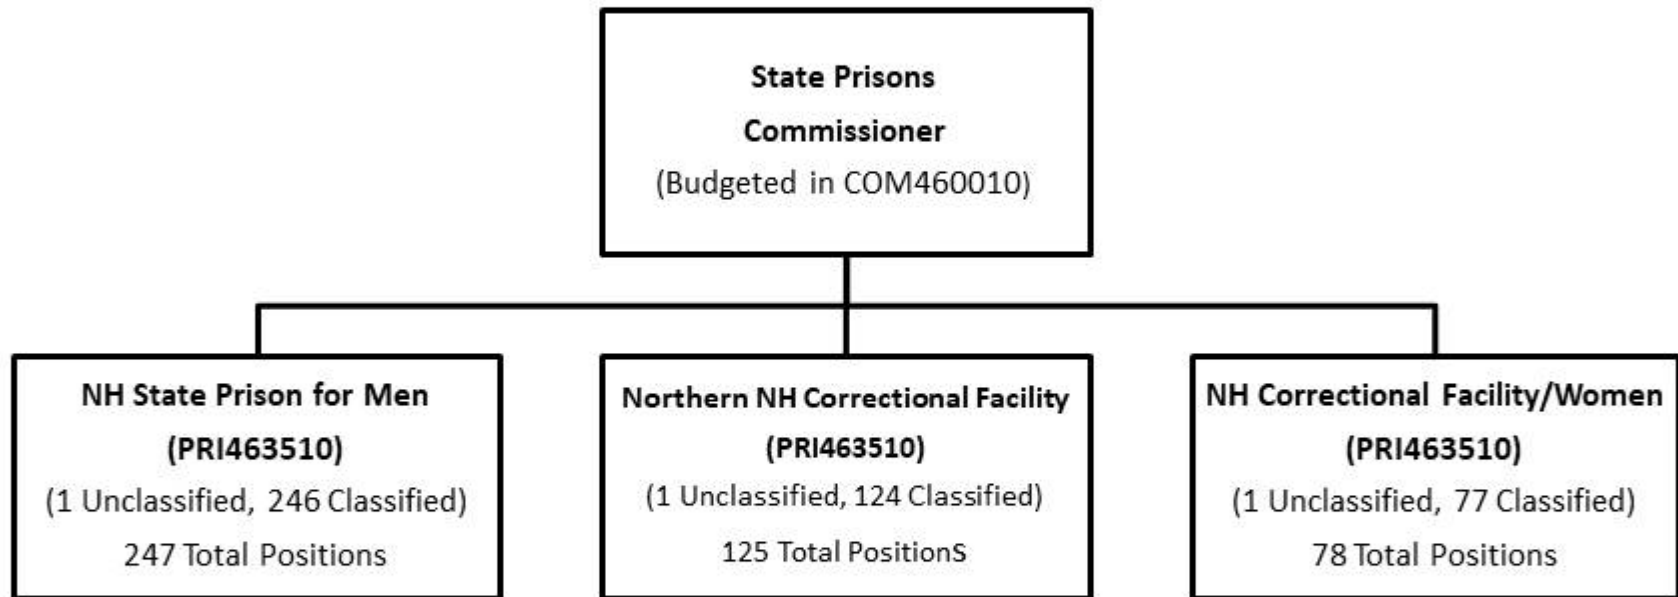 State Prisons
Commissioner
(Budgeted in COM460010)
NH State Prison for Men
(PRI463510)
(1 Unclassified, 246 Classified)
247 Total Positions
Northern NH Correctional Facility
(PRI463510)
(1 Unclassified, 124 Classified)
125 Total Positions
NH Correctional Facility/Women
(PRI463510)
(1 Unclassified, 77 Classified)
78 Total Positions